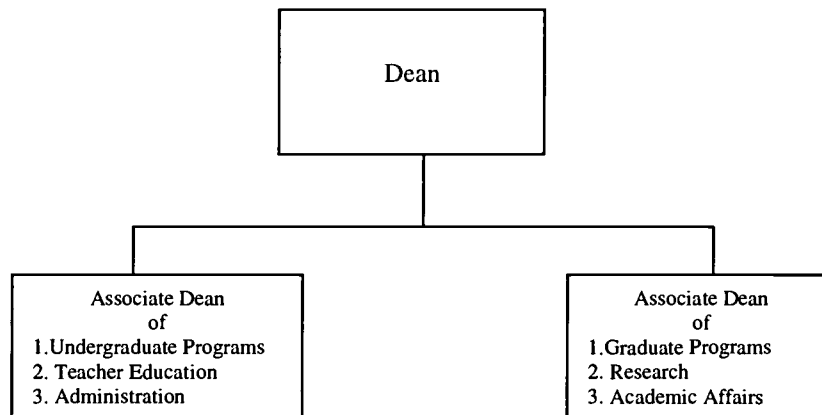 Dean
Associate Dean
of
1.Undergraduate Programs
2. Teacher Education
3. Administration
Associate Dean
of
1.Graduate Programs
2. Research
3. Academic Affairs